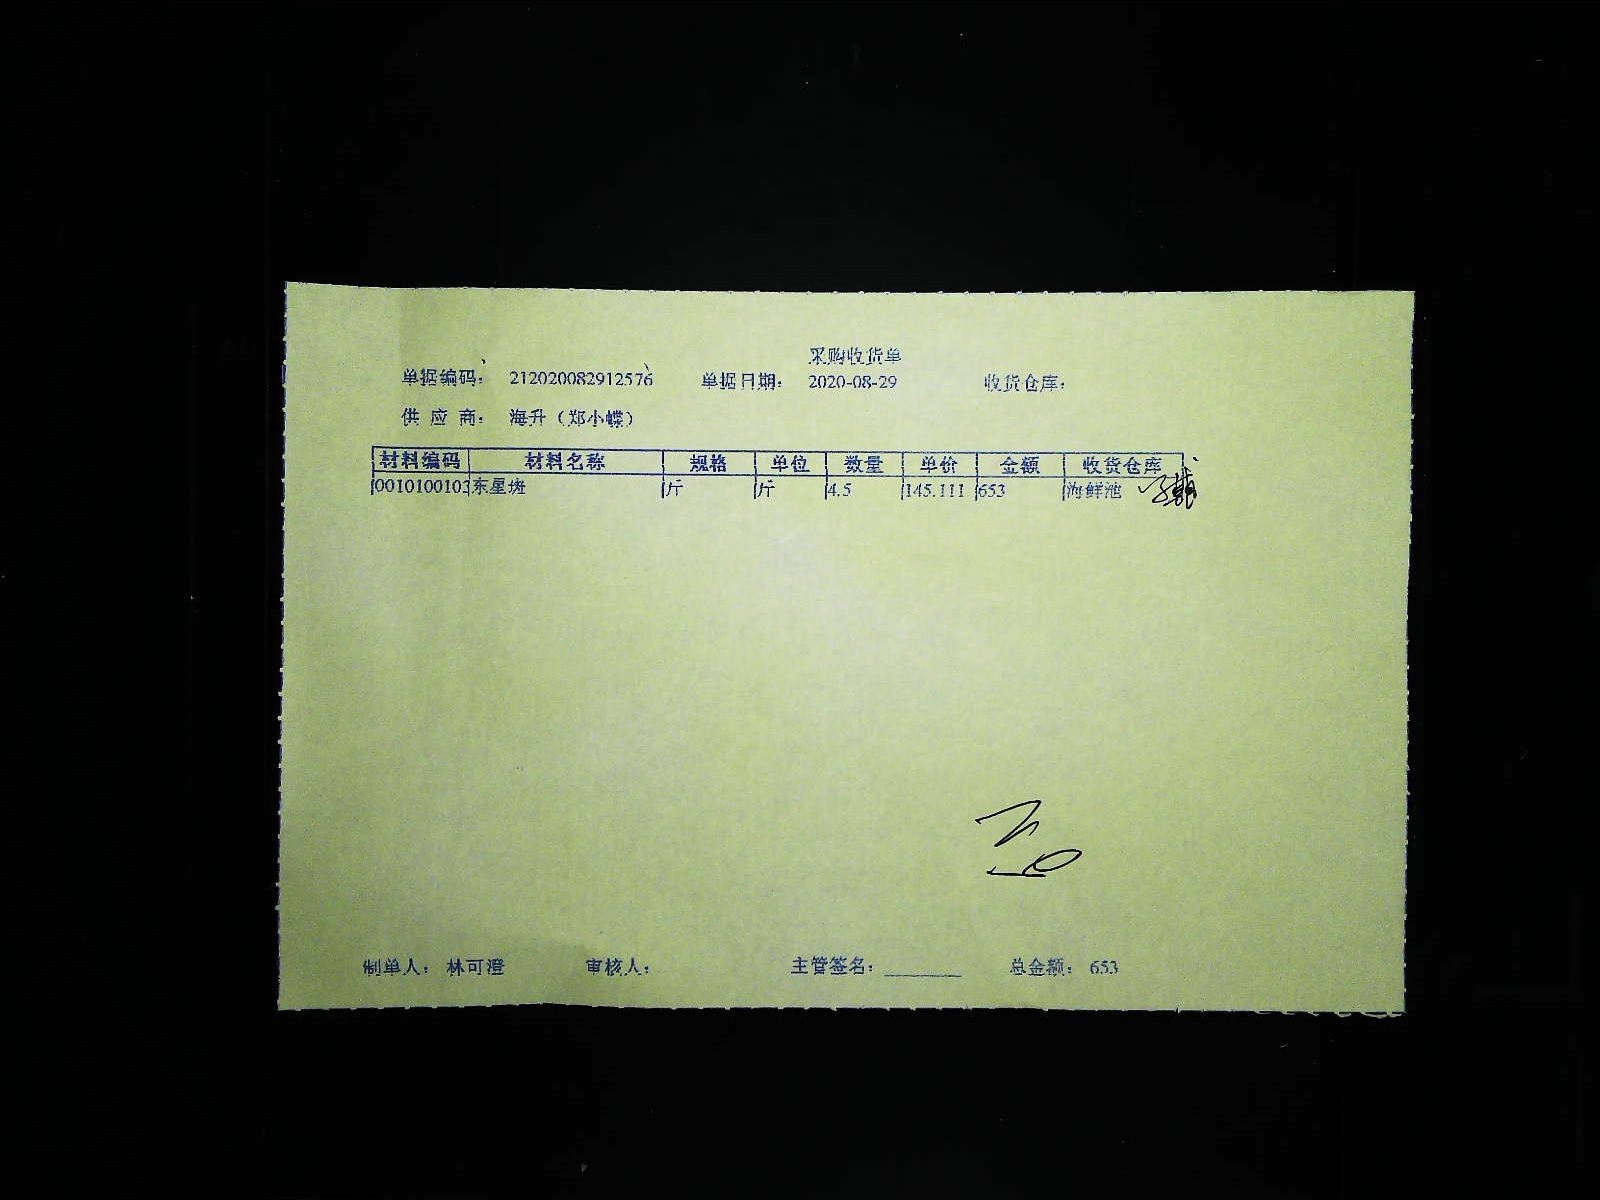 采购收货单
单据编码： 212020082912576 单据日期： 2020-08-29 收货仓库：
供 应 商： 海升（郑小蝶）
材料编码 材料名称 规格 单位 数量 单价 金额 收货仓库
0010100103 东星斑 斤 斤 4.5 145.111 653 海鲜池
制单人： 林可澄 审核人： 主管签名： 总金额： 653